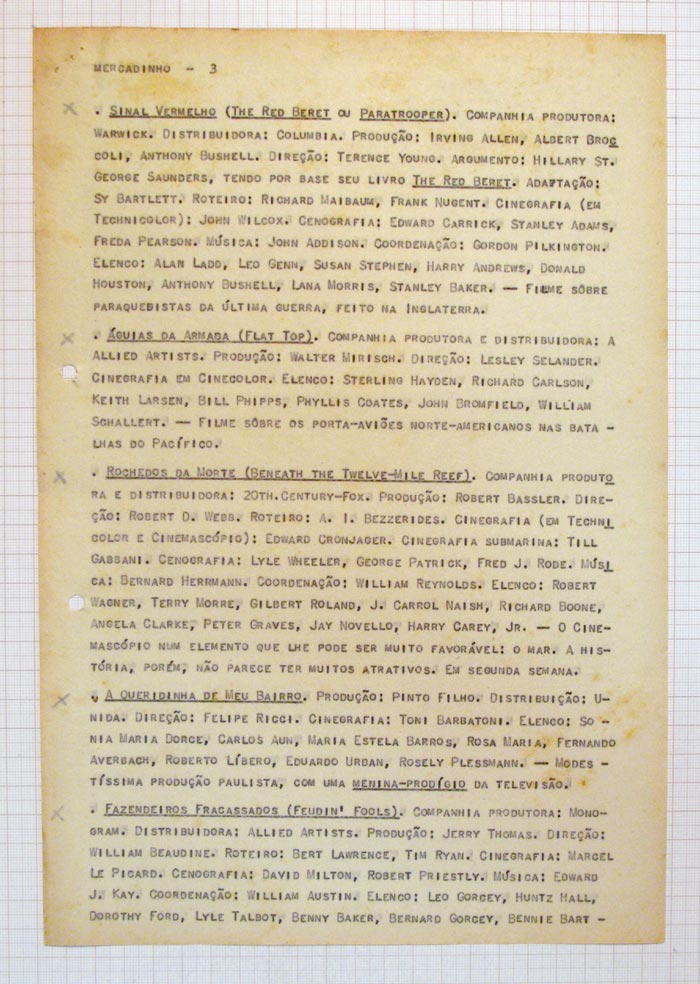 MERCADINHO - 3
. SINAL VERMELHO (THE RED BERET OU PARATROOPER). COMPANHIA PRODUTORA:
WARWICK. DISTRIBUIDORA: COLUMBIA. PRODUÇÃO: IRVING ALLEN, ALBERT BROC
COLI, ANTHONY BUSHELL. DIREÇÃO: TERENCE YOUNG. ARGUMENTO: HILLARY ST.
GEORGE SAUNDERS, TENDO POR BASE SEU LIVRO THE RED BERET. ADAPTAÇÃO:
SY BARTLETT. ROTEIRO: RICHARD MAIBAUM, FRANK NUGENT. CINEGRAFIA (EM
TECHNICOLOR): JOHN WILCOX. CENOGRAFIA: EDWARD CARRICK, STANLEY ADAMS,
FREDA PEARSON. MÚSICA: JOHN ADDISON. COORDENAÇÃO: GORDON PILKINGTON.
ELENCO: ALAN LADD, LEO GENN, SUSAN STEPHEN, HARRY ANDREWS, DONALD
HOUSTON, ANTHONY BUSHELL, LANA MORRIS, STANLEY BAKER. — FILME SÔBRE
PARAQUEDISTAS DA ÚLTIMA GUERRA, FEITO NA INGLATERRA.
. ÁGUIAS DA ARMADA (FLAT TOP). COMPANHIA PRODUTORA E DISTRIBUIDORA: A
ALLIED ARTISTS. PRODUÇÃO: WALTER MIRISCH. DIREÇÃO: LESLEY SELANDER.
CINEGRAFIA EM CINECOLOR. ELENCO: STERLING HAYDEN, RICHARD CARLSON,
KEITH LARSEN, BILL PHIPPS, PHYLLIS COATES, JOHN BROMFIELD, WILLIAM
SCHALLERT. — FILME SÔBRE OS PORTA-AVIÕES NORTE-AMERICANOS NAS BATA -
LHAS DO PACÍFICO.
. ROCHEDOS DA MORTE (BENEATH THE TWELVE-MILE REEF). COMPANHIA PRODUTO
RA E DISTRIBUIDORA: 20TH.CENTURY-FOX. PRODUÇÃO: ROBERT BASSLER. DIRE-
ÇÃO: ROBERT D. WEBB. ROTEIRO: A. I. BEZZERIDES. CINEGRAFIA (EM TECHNI
COLOR E CINEMASCÓPIO): EDWARD CRONJAGER. CINEGRAFIA SUBMARINA: TILL
GABBANI. CENOGRAFIA: LYLE WHEELER, GEORGE PATRICK, FRED J. RODE. MÚSI
CA: BERNARD HERRMANN. COORDENAÇÃO: WILLIAM REYNOLDS. ELENCO: ROBERT
WAGNER, TERRY MORRE, GILBERT ROLAND, J. CARROL NAISH, RICHARD BOONE,
ANGELA CLARKE, PETER GRAVES, JAY NOVELLO, HARRY CAREY, JR. — O CINE-
MASCÓPIO NUM ELEMENTO QUE LHE PODE SER MUITO FAVORÁVEL: O MAR. A HIS-
TÓRIA, PORÉM, NÃO PARECE TER MUITOS ATRATIVOS. EM SEGUNDA SEMANA.
. A QUERIDINHA DE MEU BAIRRO. PRODUÇÃO: PINTO FILHO. DISTRIBUIÇÃO: U-
NIDA. DIREÇÃO: FELIPE RICCI. CINEGRAFIA: TONI BARBATONI. ELENCO: SO -
NIA MARIA DORCE, CARLOS AUN, MARIA ESTELA BARROS, ROSA MARIA, FERNANDO
AVERBACH, ROBERTO LÍBERO, EDUARDO URBAN, ROSELY PLESSMANN. — MODES -
TÍSSIMA PRODUÇÃO PAULISTA, COM UMA MENINA-PRODÍGIO DA TELEVISÃO.
. FAZENDEIROS FRACASSADOS (FEUDIN' FOOLS). COMPANHIA PRODUTORA: MONO-
GRAM. DISTRIBUIDORA: ALLIED ARTISTS. PRODUÇÃO: JERRY THOMAS. DIREÇÃO:
WILLIAM BEAUDINE. ROTEIRO: BERT LAWRENCE, TIM RYAN. CINEGRAFIA: MARCEL
LE PICARD. CENOGRAFIA: DAVID MILTON, ROBERT PRIESTLY. MÚSICA: EDWARD
J. KAY. COORDENAÇÃO: WILLIAM AUSTIN. ELENCO: LEO GORCEY, HUNTZ HALL,
DOROTHY FORD, LYLE TALBOT, BENNY BAKER, BERNARD GORCEY, BENNIE BART -